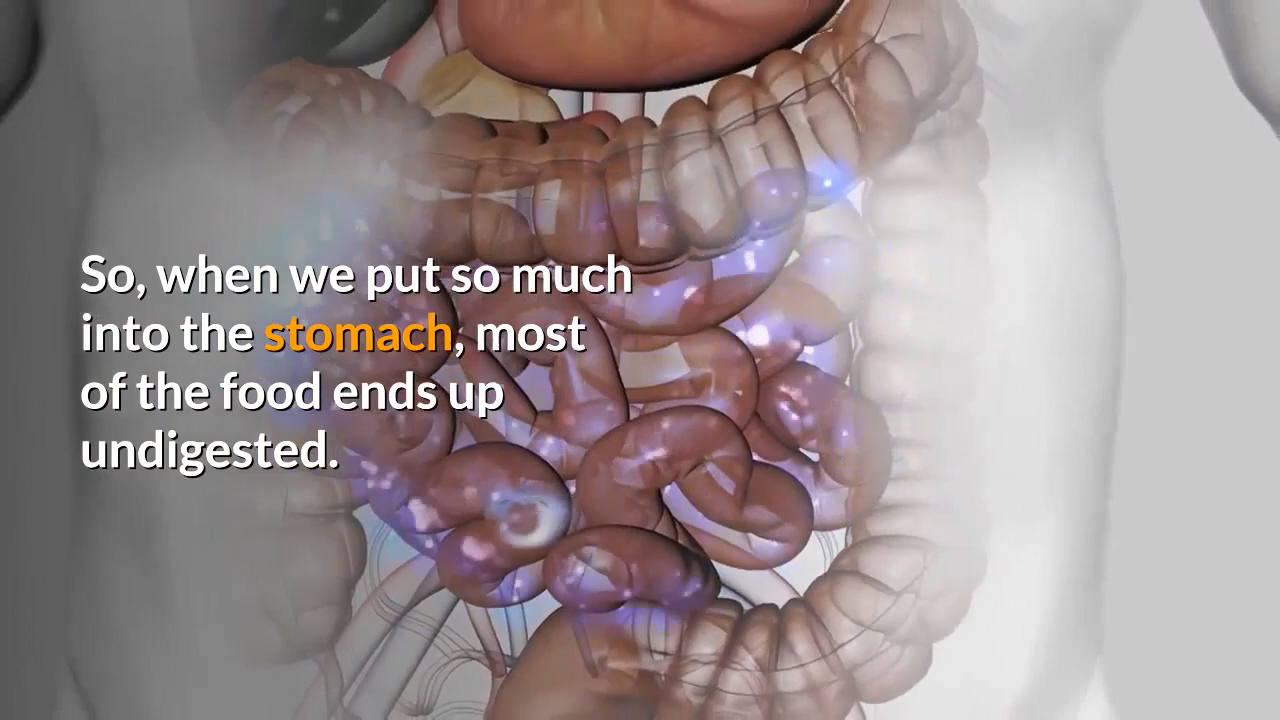 So, when we put so much
into the stomach, most
of the food ends up
undigested.